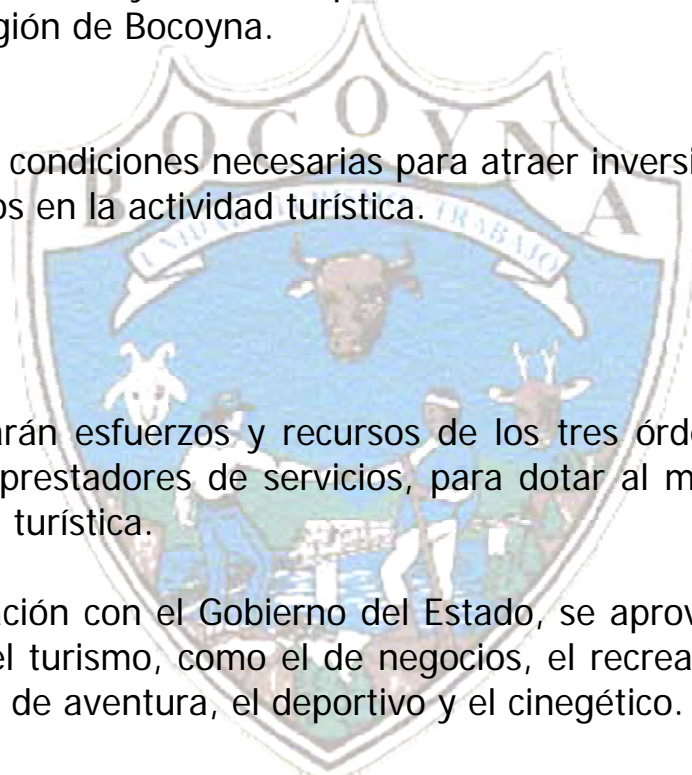 gión de Bocoyna.
BOCOYNA
condiciones necesarias para atraer inversi
os en la actividad turística.
TRABAJO
arán esfuerzos y recursos de los tres órd
prestadores de servicios, para dotar al m
turística.
ación con el Gobierno del Estado, se aprov
el turismo, como el de negocios, el recrea
de aventura, el deportivo y el cinegético.